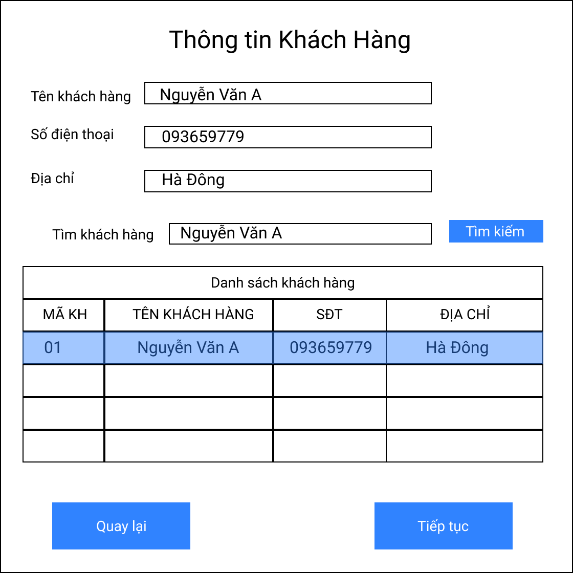 Thông tin Khách Hàng
Tên khách hàng Nguyễn Văn A
Số điện thoại 093659779
Địa chỉ Hà Đông
Tìm khách hàng Nguyễn Văn A Tìm kiếm
Danh sách khách hàng
MÃ KH TÊN KHÁCH HÀNG SĐT ĐỊA CHỈ
01 Nguyễn Văn A 093659779 Hà Đông
Quay lại Tiếp tục